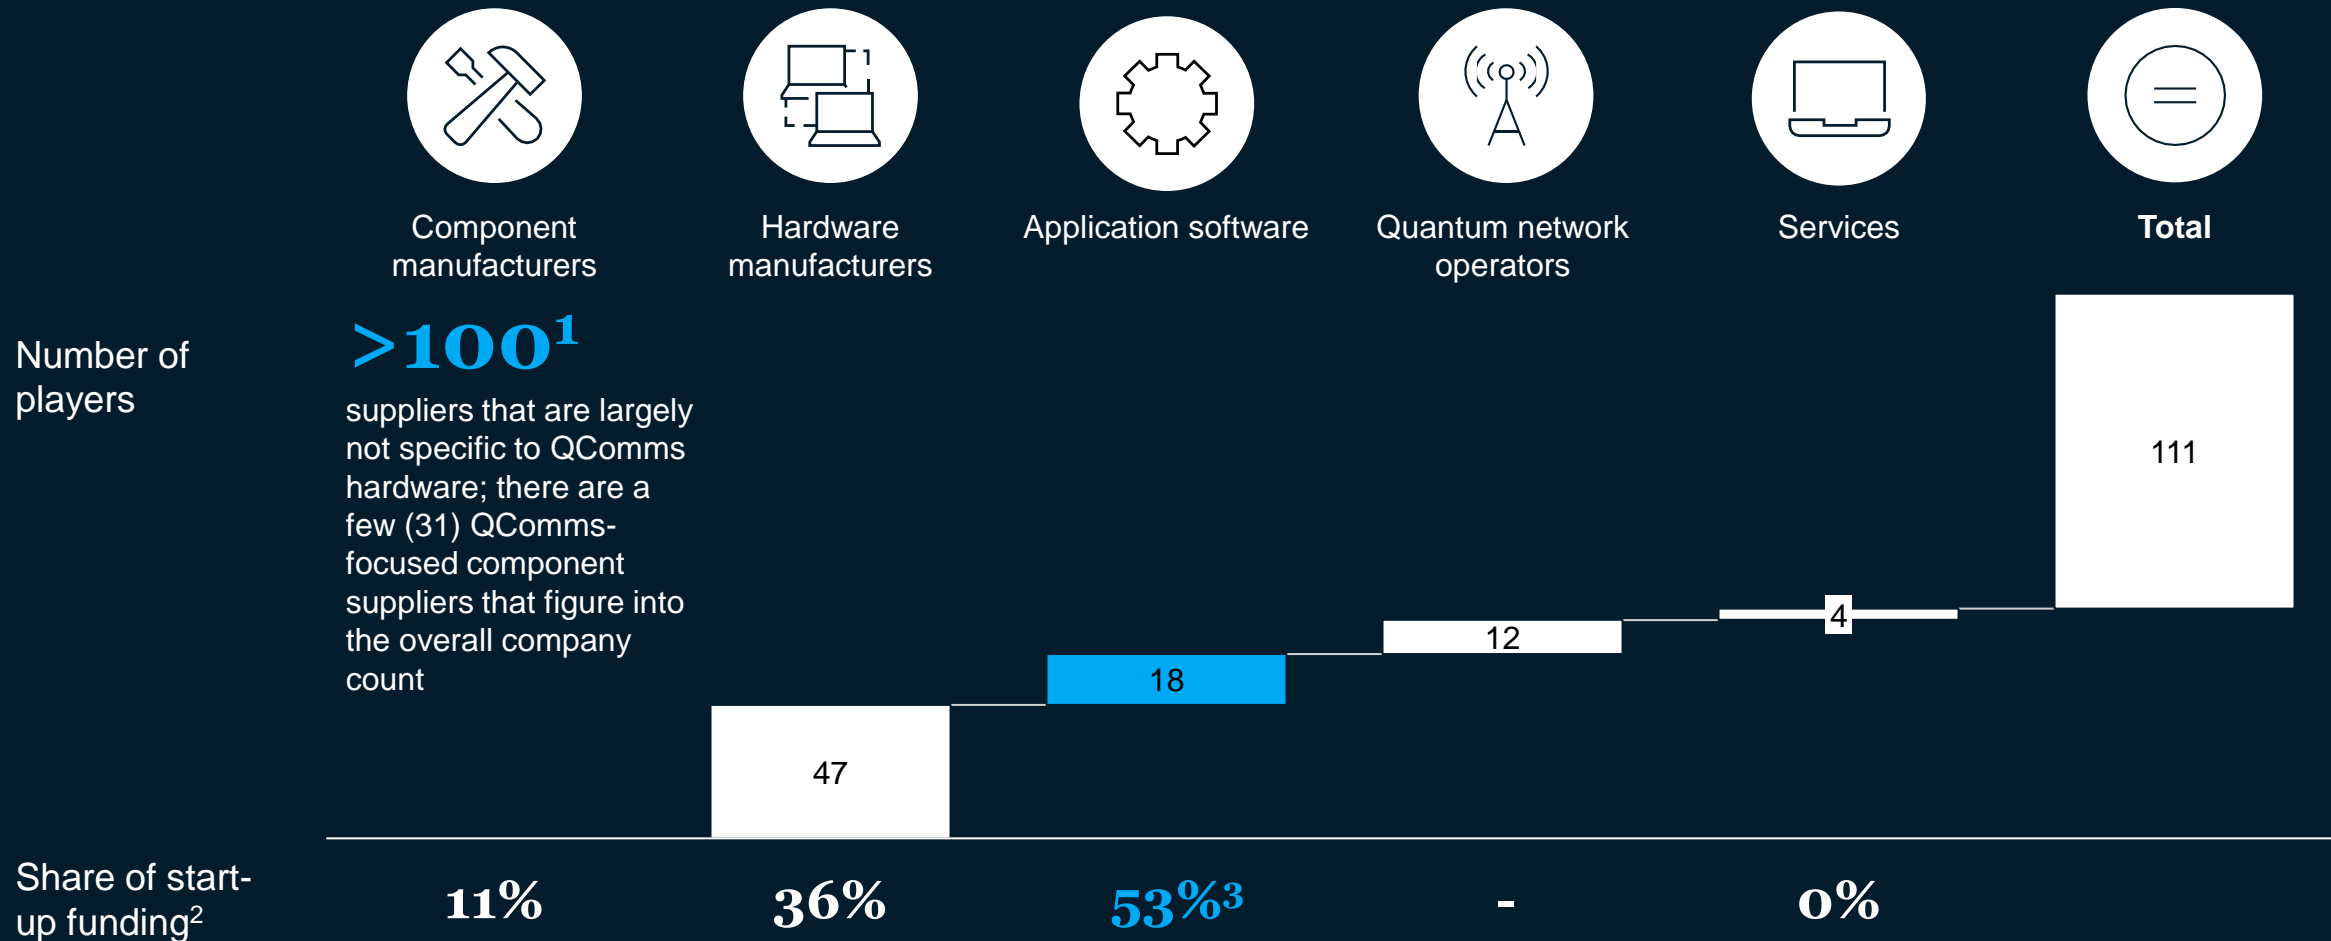 Component
manufacturers
Hardware
manufacturers
Application software
Quantum network
operators
Services
Total
Number of
players
>100¹
suppliers that are largely
not specific to QComms
hardware; there are a
few (31) QComms-
focused component
suppliers that figure into
the overall company
count
47
18
12
4
111
Share of start-
up funding²
11%
36%
53%³
-
0%